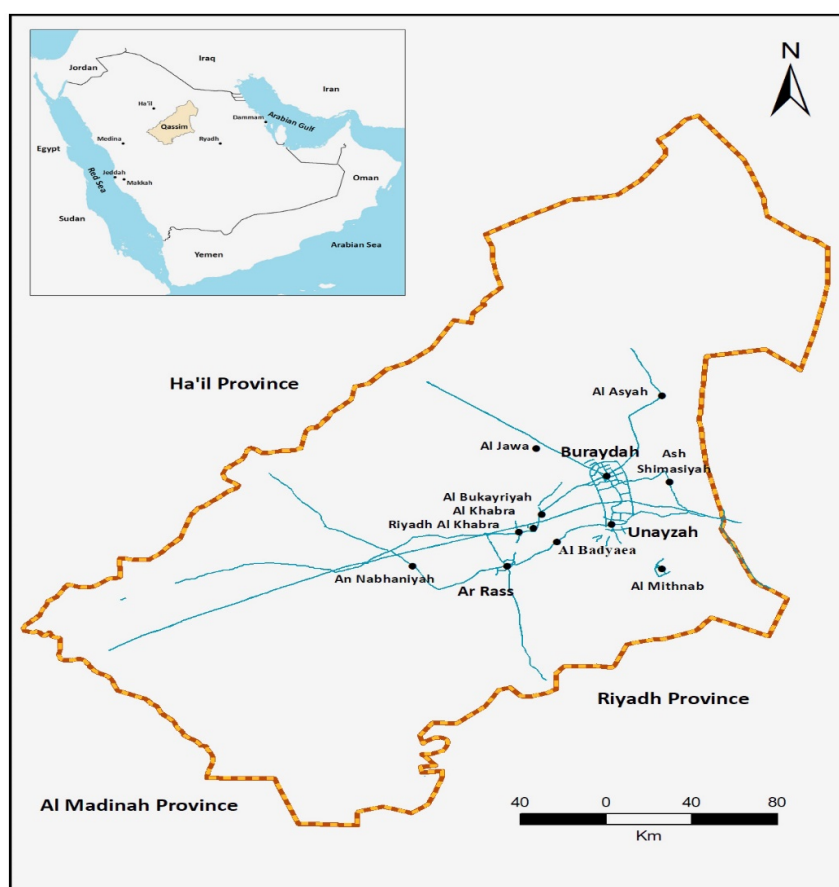 Iraq
Jordan
Iran
Ha'il
Dammam
Arabian Gulf
Qassim
Medina
Ryadh
Egypt
Red Sea
Jeddah
Makkah
Oman
Sudan
Yemen
Arabian Sea
N
Ha'il Province
Al Asyah
Al Jawa
Buraydah
Ash
Shimasiyah
Al Bukayriyah
Al Khabra
Riyadh Al Khabra
Unayzah
Al Badyaea
An Nabhaniyah
Ar Rass
Al Mithnab
Riyadh Province
Al Madinah Province
40 0 40 80
Km